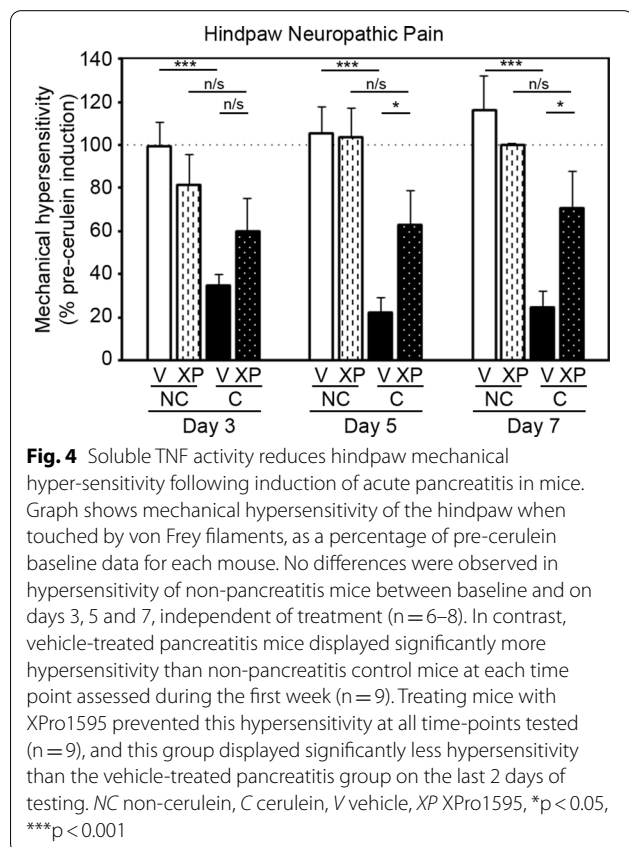 Hindpaw Neuropathic Pain
Mechanical hypersensitivity
(% pre-cerulein induction)
140
120
100
80
60
40
20
0
*** *** ***
n/s n/s n/s
n/s * *
V XP V XP V XP V XP V XP V XP
NC C NC C NC C
Day 3 Day 5 Day 7
Fig. 4 Soluble TNF activity reduces hindpaw mechanical
hyper-sensitivity following induction of acute pancreatitis in mice.
Graph shows mechanical hypersensitivity of the hindpaw when
touched by von Frey filaments, as a percentage of pre-cerulein
baseline data for each mouse. No differences were observed in
hypersensitivity of non-pancreatitis mice between baseline and on
days 3, 5 and 7, independent of treatment (n = 6–8). In contrast,
vehicle-treated pancreatitis mice displayed significantly more
hypersensitivity than non-pancreatitis control mice at each time
point assessed during the first week (n = 9). Treating mice with
XPro1595 prevented this hypersensitivity at all time-points tested
(n = 9), and this group displayed significantly less hypersensitivity
than the vehicle-treated pancreatitis group on the last 2 days of
testing. NC non-cerulein, C cerulein, V vehicle, XP XPro1595, *p < 0.05,
***p < 0.001